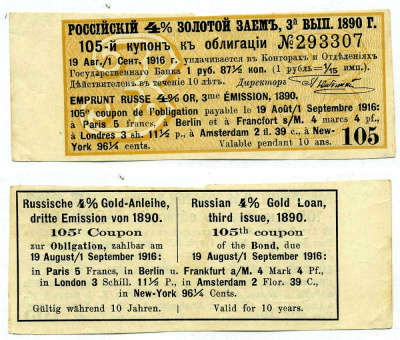 РОССІЙСКІЙ 4% ЗОЛОТОЙ ЗАЕМЪ, 3й ВЫП. 1890 Г.
105-й купонъ къ облигаціи №293307
19 Авг./1 Сент. 1916 г. уплачивается въ Конторахъ и Отдѣленіяхъ
Государственнаго Банка 1 руб. 87½ коп. (1 рубль=1/15 имп.)
Дѣйствителенъ въ теченіе 10 лѣтъ. Директоръ
EMPRUNT RUSSE 4% OR, 3me ÉMISSION, 1890.
105e coupon de l'obligation payable le 19 Août/1 Septembre 1916:
à Paris 5 francs, à Berlin et à Francfort s/M. 4 marcs 4 pf.,
à Londres 3 sh. 11½ p., à Amsterdam 2 fl. 39 c., à New-
York 96¼ cents. Valable pendant 10 ans. 105
Russische 4% Gold-Anleihe,
dritte Emission von 1890.
105r Coupon
zur Obligation, zahlbar am
19 August/1 September 1916:
Russian 4% Gold Loan,
third issue, 1890.
105th coupon
of the Bond, due
19 August/1 September 1916:
in Paris 5 Francs, in Berlin u. Frankfurt a/M. 4 Mark 4 Pf.,
in London 3 Schill. 11½ P., in Amsterdam 2 Flor. 39 C.,
in New-York 96¼ Cents.
Gültig während 10 Jahren. Valid for 10 years.